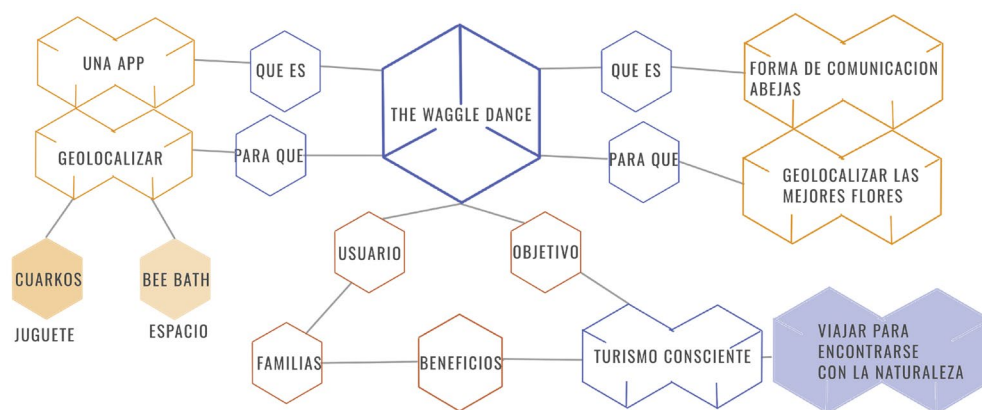 UNA APP
QUE ES
THE WAGGLE DANCE
QUE ES
FORMA DE COMUNICACION
ABEJAS
GEOLOCALIZAR
PARA QUE
PARA QUE
GEOLOCALIZAR LAS
MEJORES FLORES
CUARKOS
JUGUETE
BEE BATH
ESPACIO
USUARIO
OBJETIVO
FAMILIAS
BENEFICIOS
TURISMO CONSCIENTE
VIAJAR PARA
ENCONTRARSE
CON LA NATURALEZA